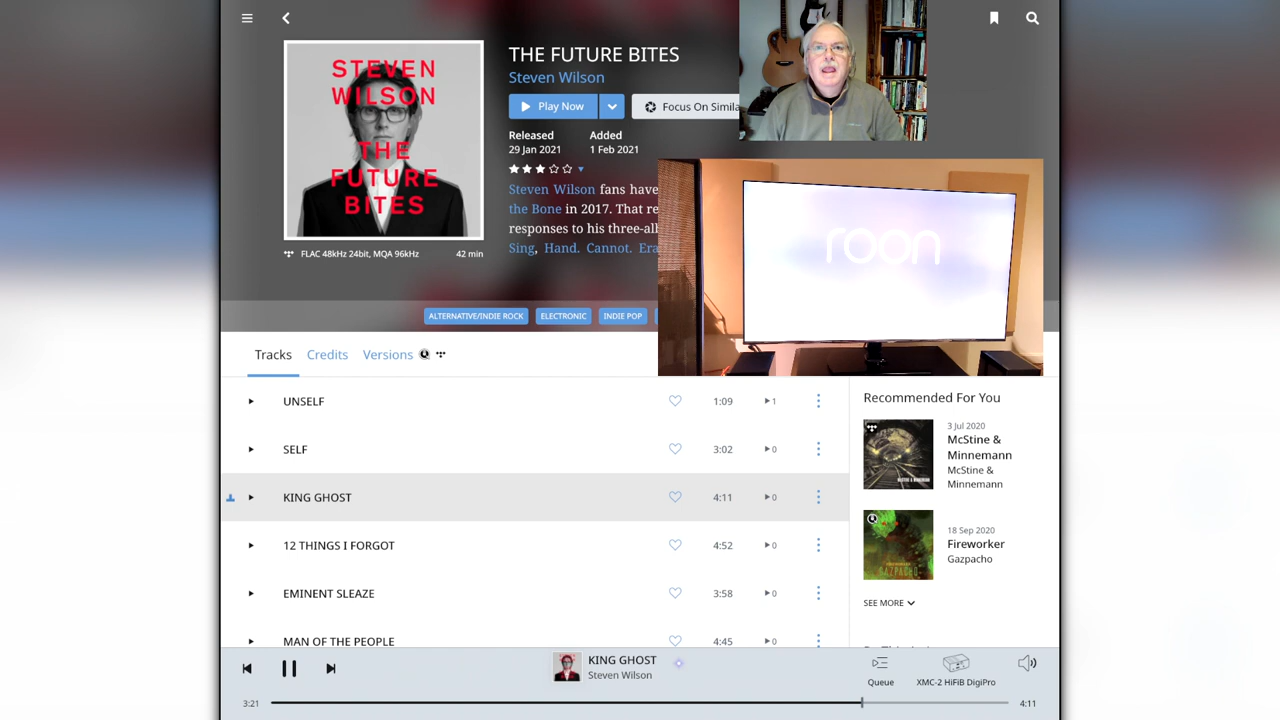 THE FUTURE BITES
Steven Wilson
Play Now
Focus On Simila
Released
Added
29 Jan 2021
1 Feb 2021
Steven Wilson fans have
the Bone in 2017. That re
responses to his three-alb
Sing, Hand. Cannot. Era
STEVEN
WILSON
THE
FUTURE
BITES
FLAC 48kHz 24bit, MQA 96kHz
42 min
roon
ALTERNATIVE/INDIE ROCK
ELECTRONIC
INDIE POP
Tracks
Credits
Versions
UNSELF
1:09
1
SELF
3:02
0
KING GHOST
4:11
0
12 THINGS I FORGOT
4:52
0
EMINENT SLEAZE
3:58
0
MAN OF THE PEOPLE
4:45
0
Recommended For You
3 Jul 2020
McStine &
Minnemann
McStine &
Minnemann
18 Sep 2020
Fireworker
Gazpacho
GAZPACHO
SEE MORE
KING GHOST
Steven Wilson
Queue
XMC-2 HiFiB DigiPro
3:21
4:11